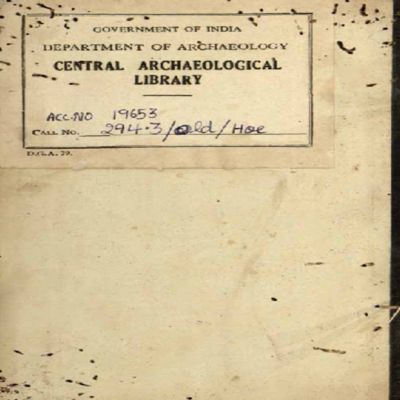 GOVERNMENT OF INDIA
DEPARTMENT OF ARCHAEOLOGY
CENTRAL ARCHAEOLOGICAL
LIBRARY
ACC.NO 19653
CALL No. 294.3/Old/Hoe
D.G.A. 79.